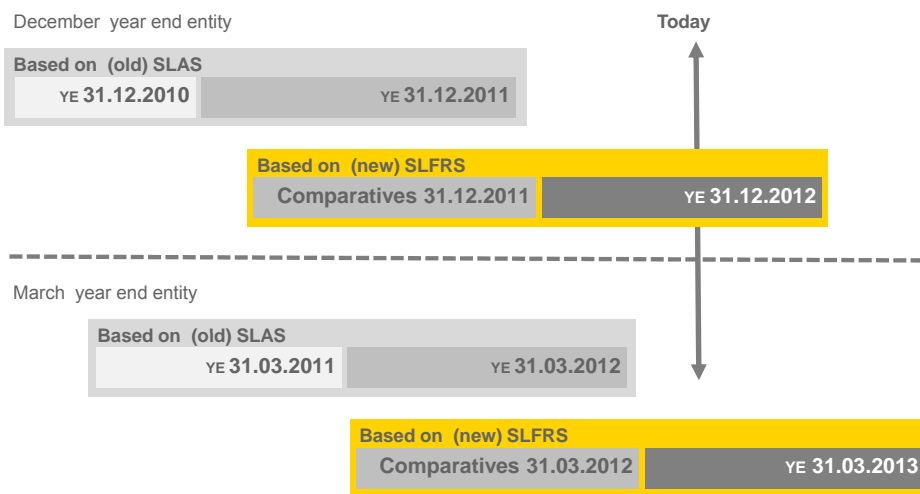 December year end entity
Today
Based on (old) SLAS
YE 31.12.2010
YE 31.12.2011
Based on (new) SLFRS
Comparatives 31.12.2011
YE 31.12.2012
March year end entity
Based on (old) SLAS
YE 31.03.2011
YE 31.03.2012
Based on (new) SLFRS
Comparatives 31.03.2012
YE 31.03.2013